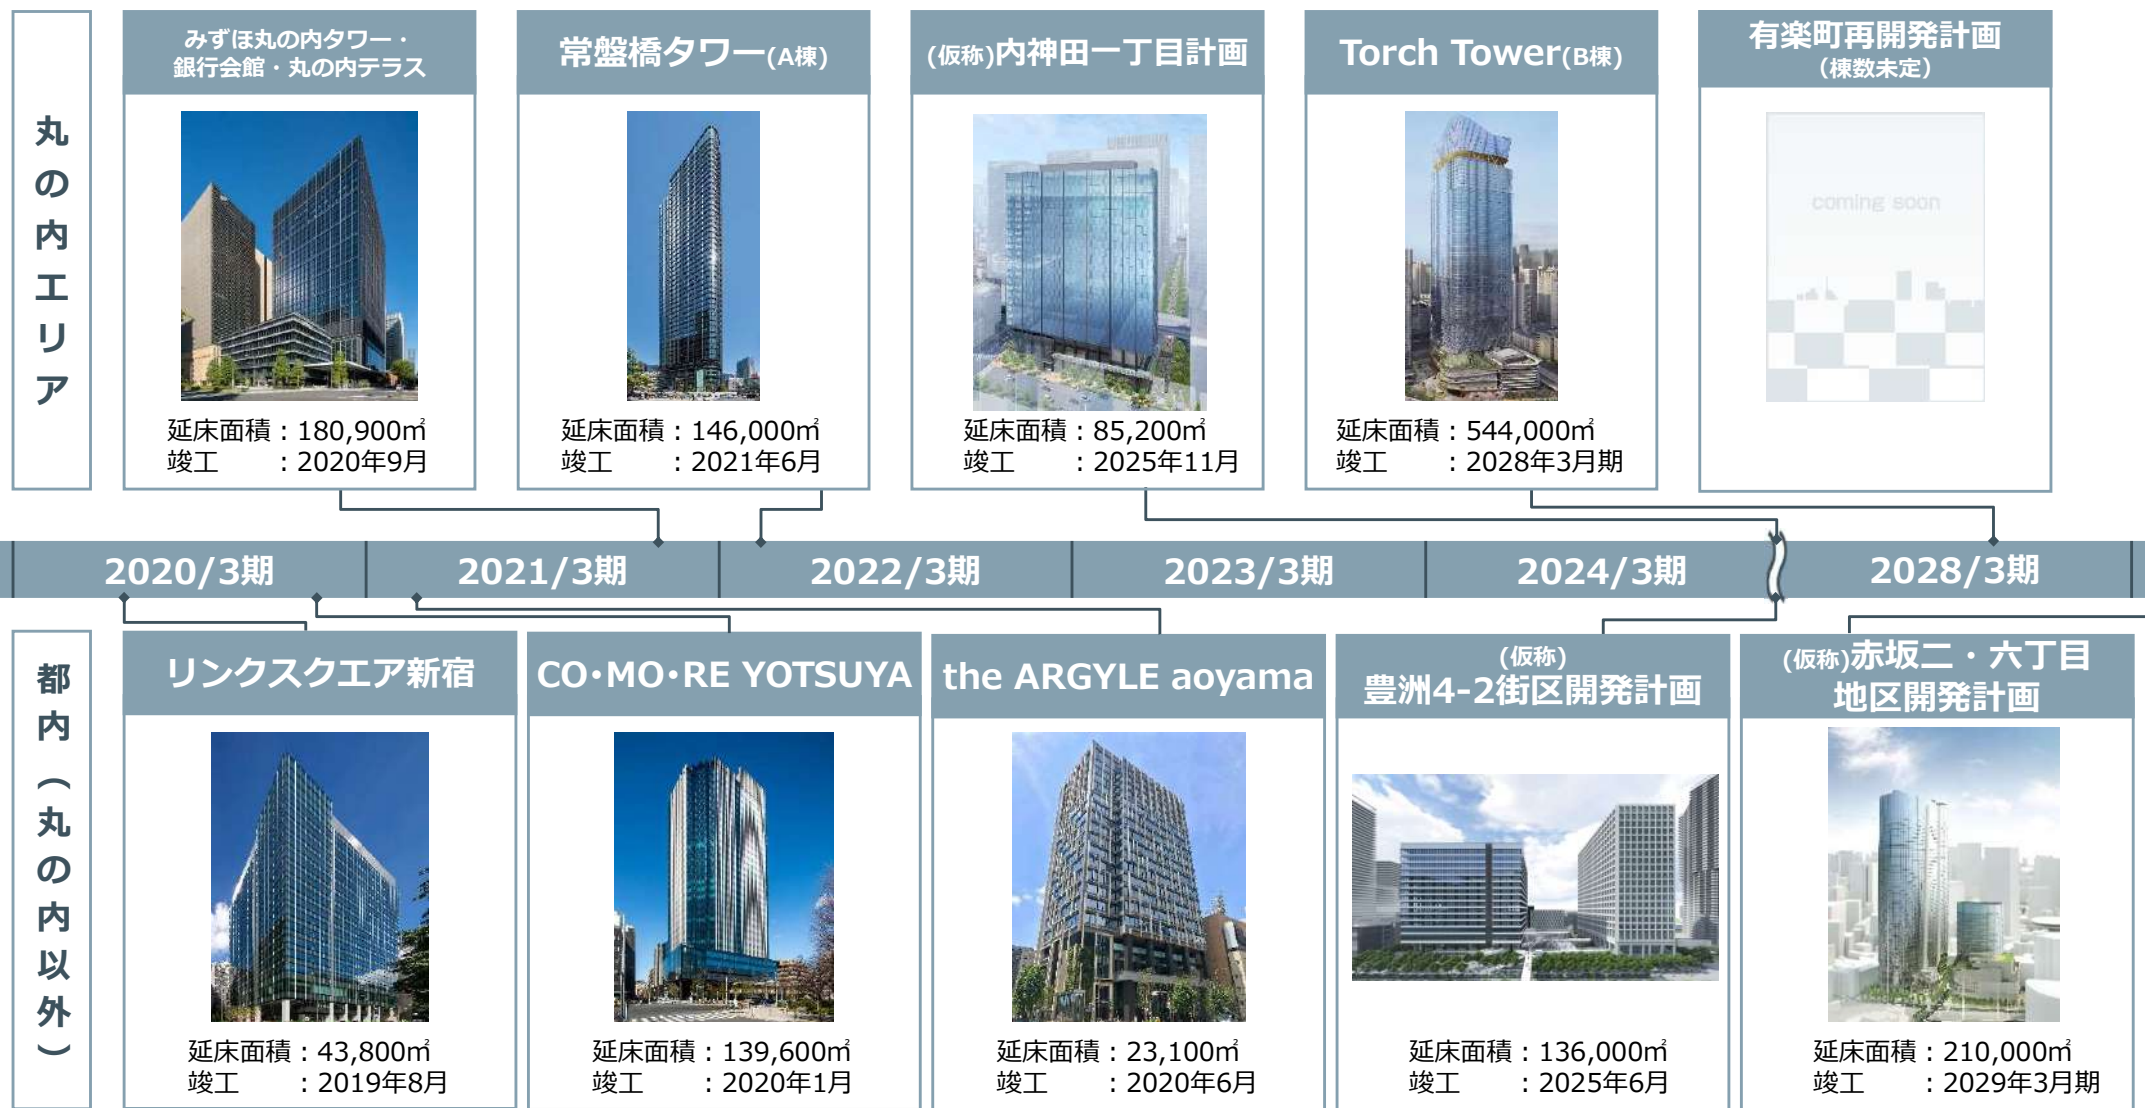 丸の内エリア
みずほ丸の内タワー・
銀行会館・丸の内テラス
延床面積：180,900㎡
竣工　　：2020年9月
常盤橋タワー(A棟)
延床面積：146,000㎡
竣工　　：2021年6月
(仮称)内神田一丁目計画
延床面積：85,200㎡
竣工　　：2025年11月
Torch Tower(B棟)
延床面積：544,000㎡
竣工　　：2028年3月期
有楽町再開発計画
（棟数未定）
coming soon
2020/3期
2021/3期
2022/3期
2023/3期
2024/3期
2028/3期
都内（丸の内以外）
リンクスクエア新宿
延床面積：43,800㎡
竣工　　：2019年8月
CO・MO・RE YOTSUYA
延床面積：139,600㎡
竣工　　：2020年1月
the ARGYLE aoyama
延床面積：23,100㎡
竣工　　：2020年6月
(仮称)
豊洲4-2街区開発計画
延床面積：136,000㎡
竣工　　：2025年6月
(仮称)赤坂二・六丁目
地区開発計画
延床面積：210,000㎡
竣工　　：2029年3月期